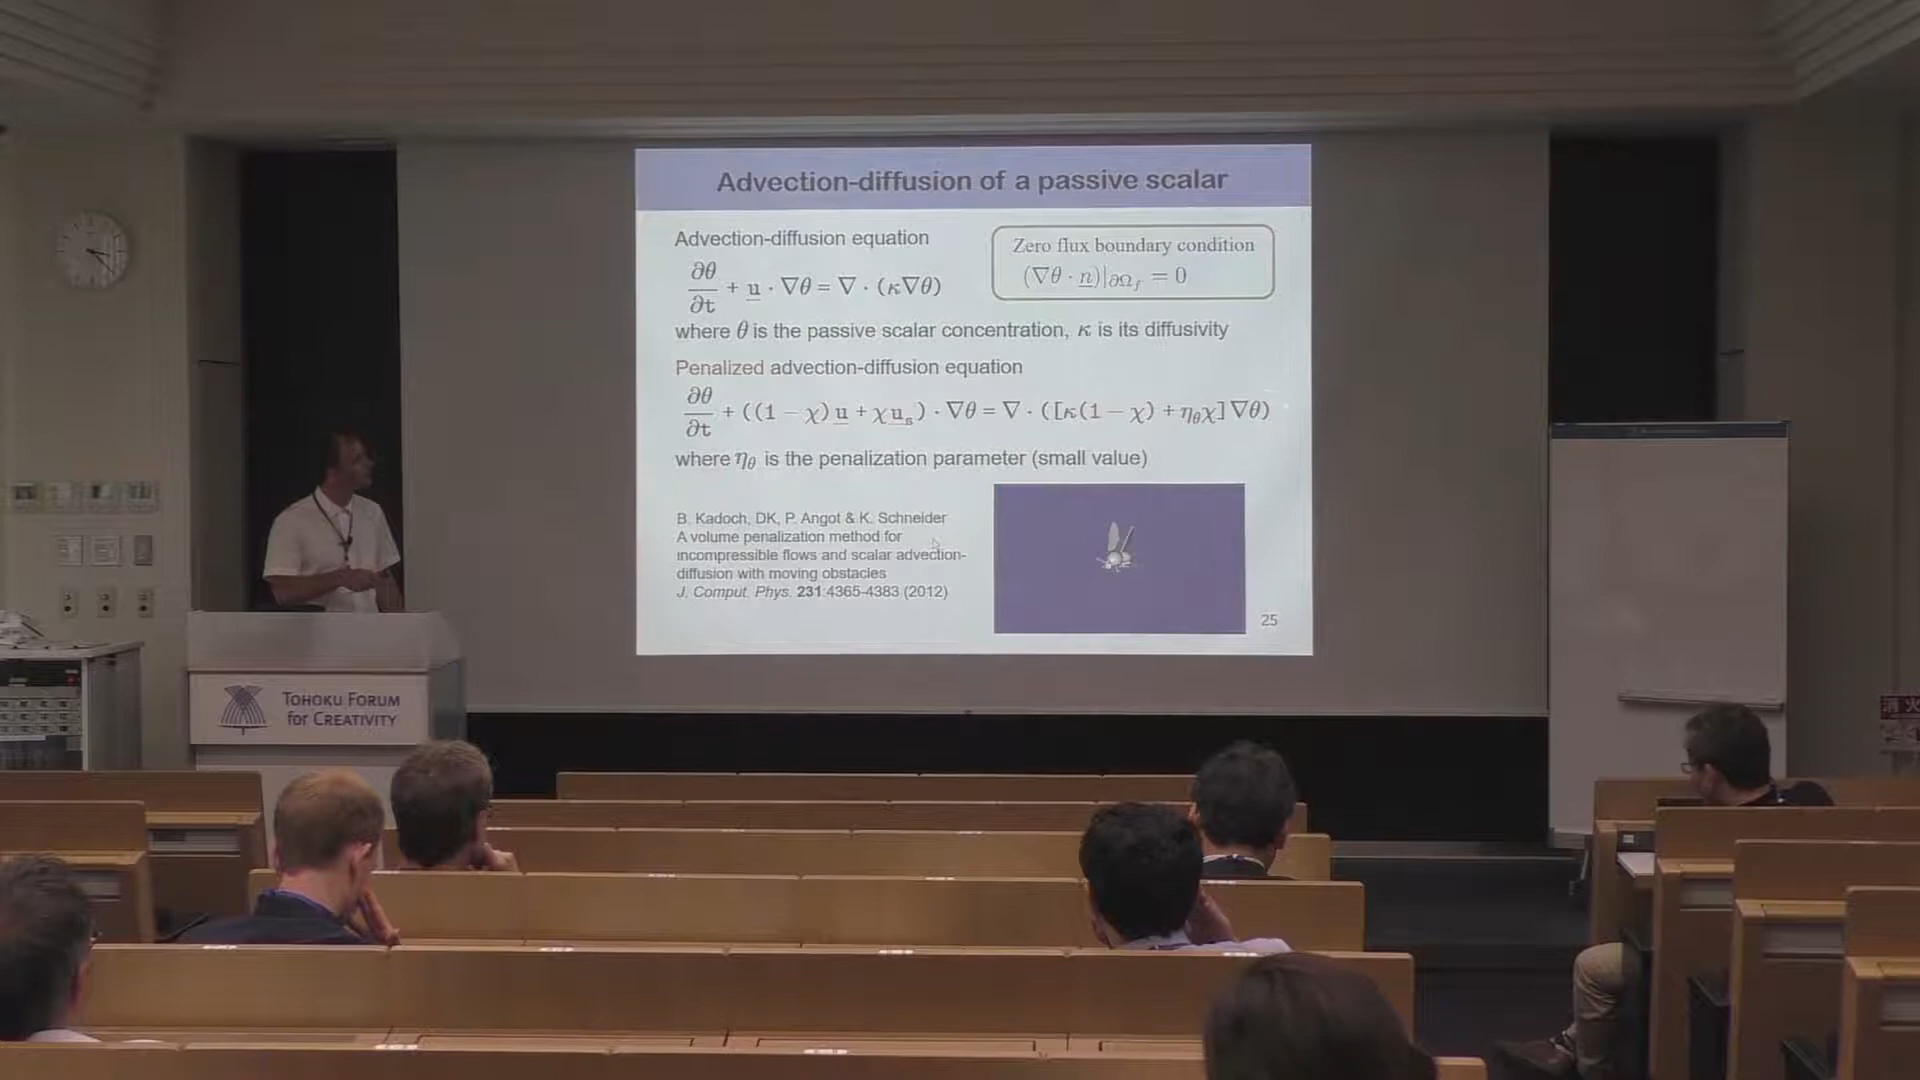 Advection-diffusion of a passive scalar
Advection-diffusion equation
∂θ/∂t + u · ∇θ = ∇ · (κ∇θ)
Zero flux boundary condition
(∇θ · n)|∂Ωf = 0
where θ is the passive scalar concentration, κ is its diffusivity
Penalized advection-diffusion equation
∂θ/∂t + ((1 − χ) u + χ us) · ∇θ = ∇ · ([κ(1 − χ) + ηθχ] ∇θ)
where ηθ is the penalization parameter (small value)
B. Kadoch, DK, P. Angot & K. Schneider
A volume penalization method for
incompressible flows and scalar advection-
diffusion with moving obstacles
J. Comput. Phys. 231:4365-4383 (2012)
25
TOHOKU FORUM
for CREATIVITY
消火